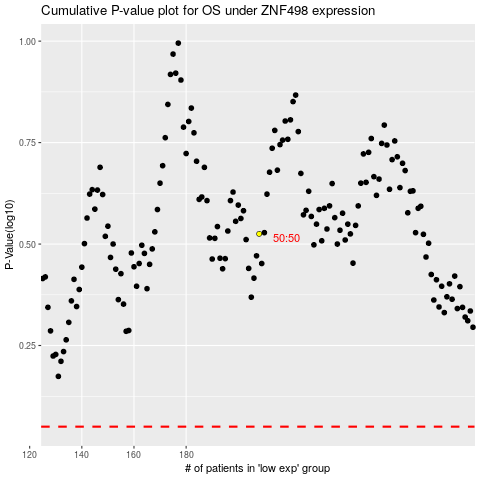 Cumulative P-value plot for OS under ZNF498 expression
P-Value(log10)
1.00
0.75
0.50
0.25
50:50
120 140 160 180
# of patients in 'low exp' group